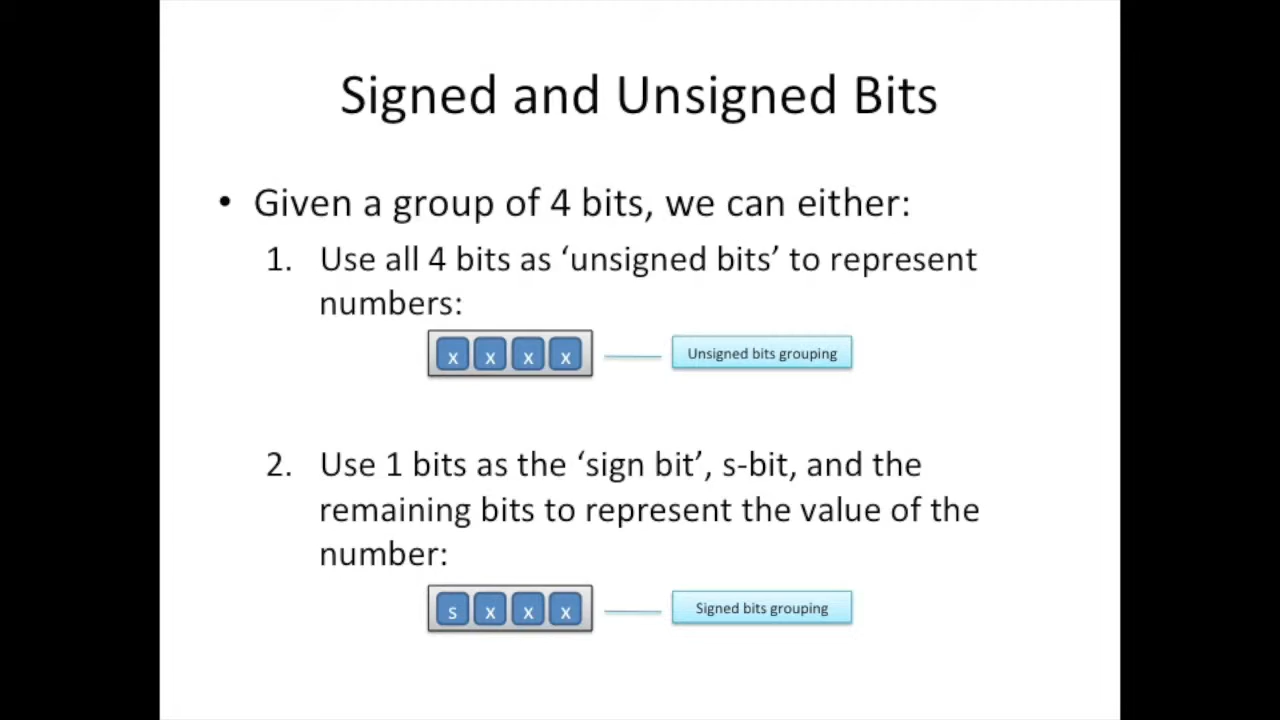 Signed and Unsigned Bits
• Given a group of 4 bits, we can either:
1. Use all 4 bits as ‘unsigned bits’ to represent
numbers:
x x x x
Unsigned bits grouping
2. Use 1 bits as the ‘sign bit’, s-bit, and the
remaining bits to represent the value of the
number:
s x x x
Signed bits grouping